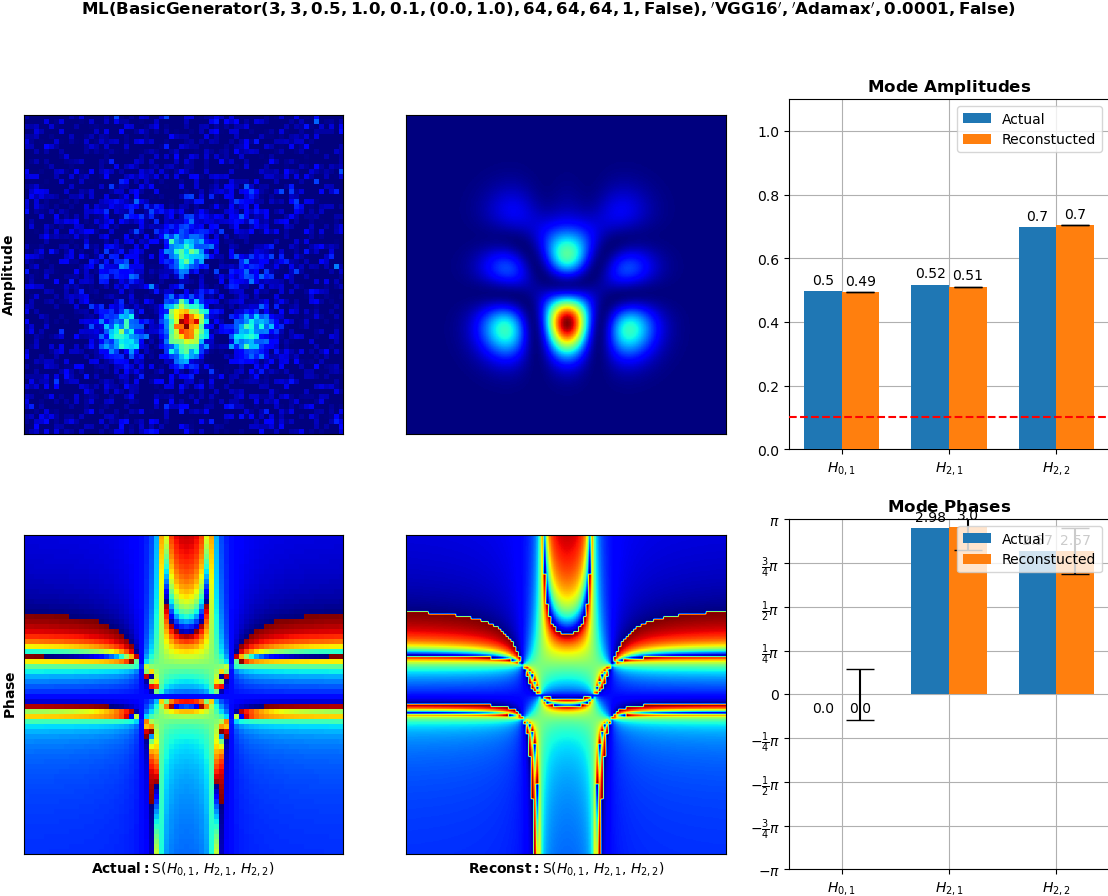 ML(BasicGenerator(3, 3, 0.5, 1.0, 0.1, (0.0, 1.0), 64, 64, 64, 1, False), ′VGG16′, ′Adamax′, 0.0001, False)
Mode Amplitudes
Actual
Reconstucted
1.0
0.8
0.6
0.4
0.2
0.0
0.5
0.49
0.52
0.51
0.7
0.7
H0, 1
H2, 1
H2, 2
Amplitude
Mode Phases
Actual
Reconstucted
2.98
3.0
2.57
0.0
0.0
π
3/4π
1/2π
1/4π
0
−1/4π
−1/2π
−3/4π
−π
H0, 1
H2, 1
H2, 2
Phase
Actual: S(H0, 1, H2, 1, H2, 2)
Reconst: S(H0, 1, H2, 1, H2, 2)